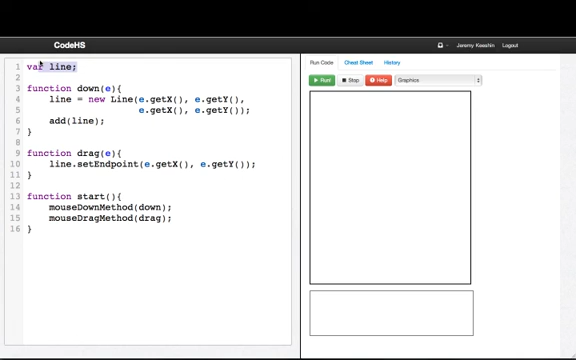 CodeHS
Jeremy Keeshin Logout
Run Code Cheat Sheet History
Run! Stop Help Graphics
1 var line;
2
3 function down(e){
4 line = new Line(e.getX(), e.getY(),
5 e.getX(), e.getY());
6 add(line);
7 }
8
9 function drag(e){
10 line.setEndpoint(e.getX(), e.getY());
11 }
12
13 function start(){
14 mouseDownMethod(down);
15 mouseDragMethod(drag);
16 }